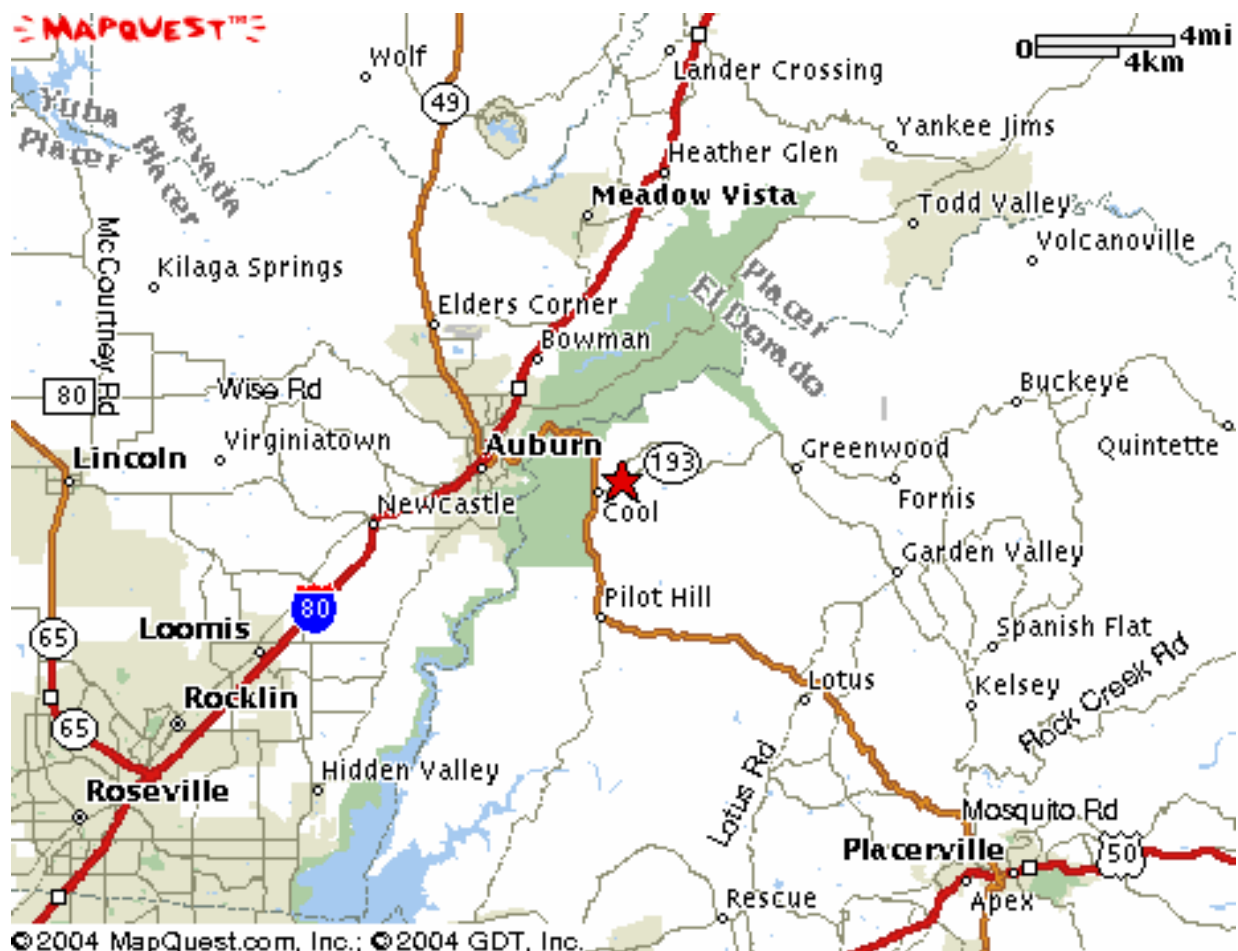 MAPQUEST™
0 4mi
4km
Wolf
Lander Crossing
49
Yuba
Placer
Nevada
Placer
Yankee Jims
Heather Glen
Meadow Vista
Todd Valley
Volcanoville
McCourtney Rd
Kilaga Springs
Placer
El Dorado
Elders Corner
Bowman
80
Wise Rd
Buckeye
Quintette
Virginiatown
Auburn
Lincoln
193
Greenwood
Newcastle
Cool
Fornis
Garden Valley
80
Pilot Hill
65
Loomis
Spanish Flat
Rocklin
Lotus
Kelsey
Rock Creek Rd
65
Hidden Valley
Roseville
Lotus Rd
Mosquito Rd
Placerville
50
Rescue
Apex
©2004 MapQuest.com, Inc.; ©2004 GDT, Inc.